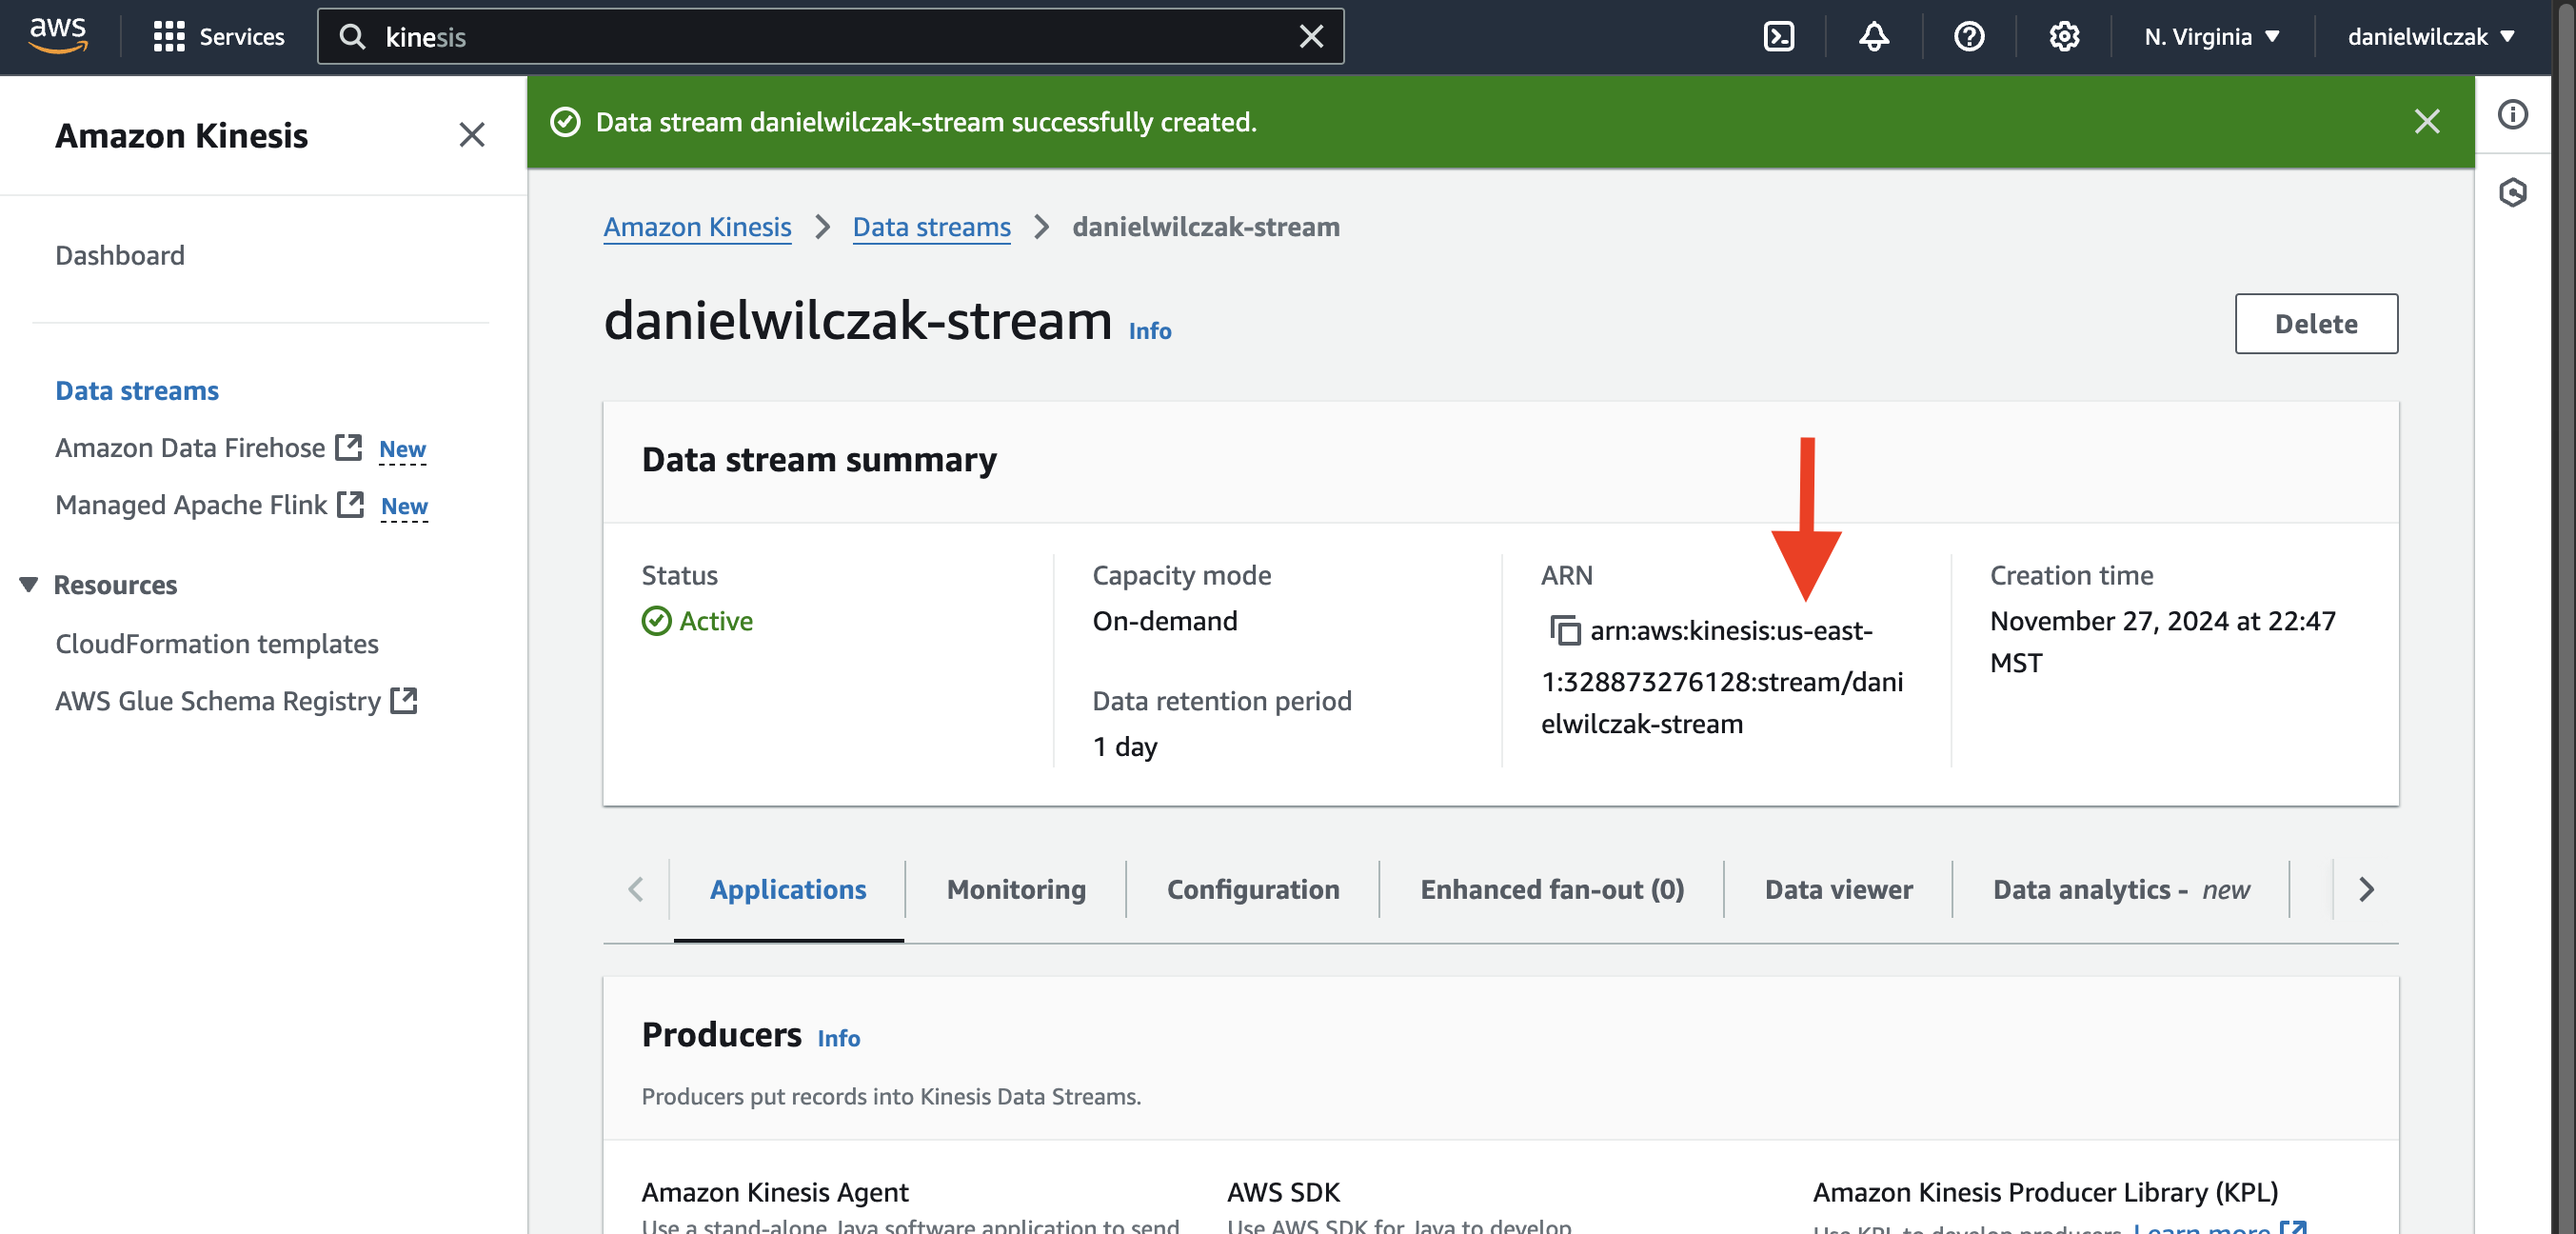 aws
Services
kinesis
N. Virginia
danielwilczak
Amazon Kinesis
Data stream danielwilczak-stream successfully created.
Dashboard
Data streams
Amazon Data Firehose New
Managed Apache Flink New
Resources
CloudFormation templates
AWS Glue Schema Registry
Amazon Kinesis
Data streams
danielwilczak-stream
danielwilczak-stream Info
Delete
Data stream summary
Status
Active
Capacity mode
On-demand
Data retention period
1 day
ARN
arn:aws:kinesis:us-east-
1:328873276128:stream/dani
elwilczak-stream
Creation time
November 27, 2024 at 22:47
MST
Applications
Monitoring
Configuration
Enhanced fan-out (0)
Data viewer
Data analytics - new
Producers Info
Producers put records into Kinesis Data Streams.
Amazon Kinesis Agent
Use a stand-alone Java software application to send
AWS SDK
Use AWS SDK for Java to develop
Amazon Kinesis Producer Library (KPL)
Use KPL to develop producers. Learn more